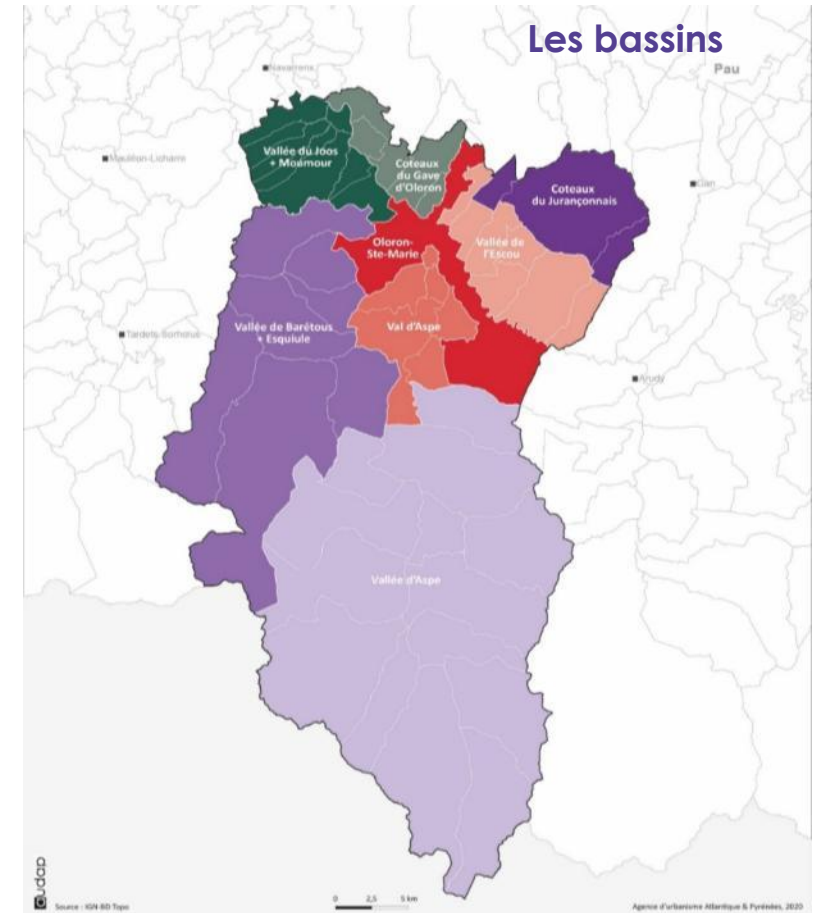 Les bassins
Pau
Navarrenx
Mauléon-Licharre
Vallée du Joos
+ Moumour
Coteaux
du Gave
d'Oloron
Coteaux
du Jurançonnais
Gan
Oloron-
Ste-Marie
Vallée de
l'Escou
Vallée de Barétous
+ Esquiule
Val d'Aspe
Tardets-Sorholus
Arudy
Vallée d'Aspe
audap
Source : IGN-BD Topo
0 2,5 5 km
Agence d'urbanisme Atlantique & Pyrénées, 2020